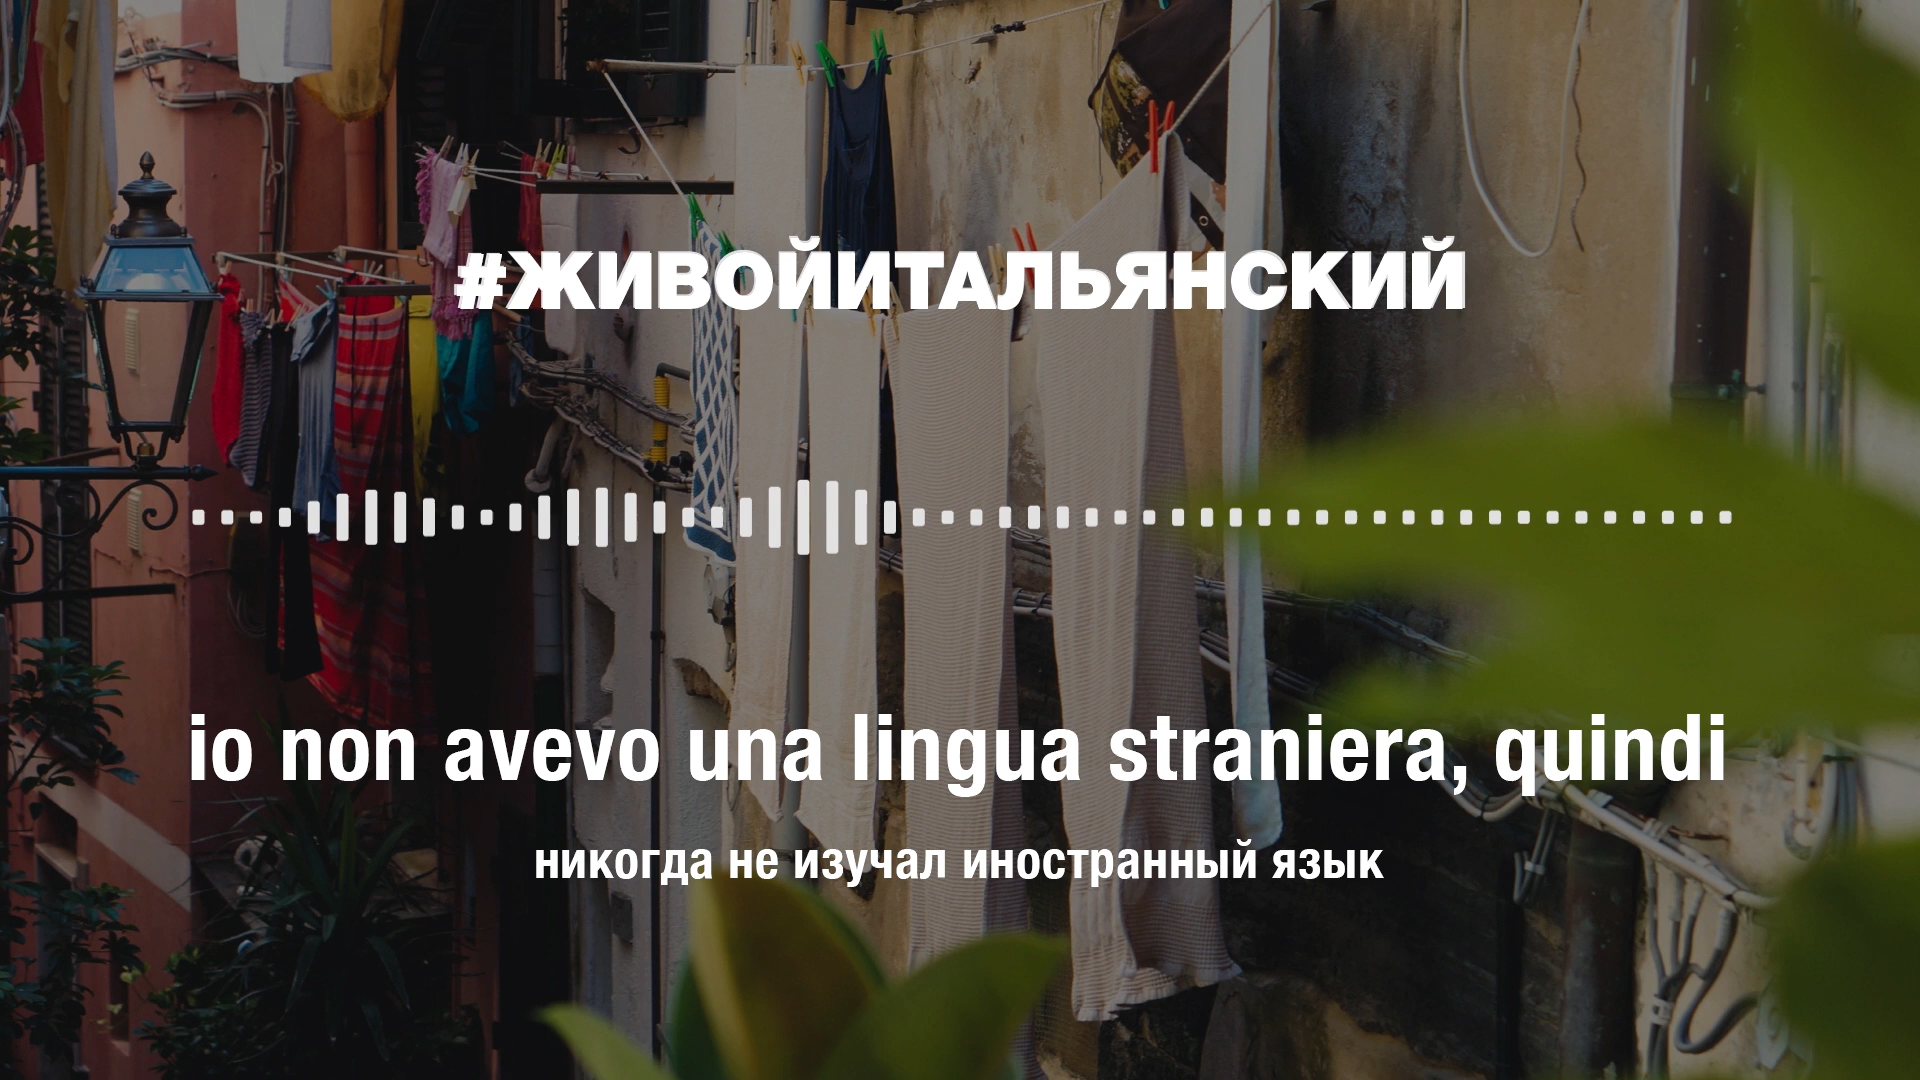 #ЖИВОЙИТАЛЬЯНСКИЙ
io non avevo una lingua straniera, quindi
никогда не изучал иностранный язык